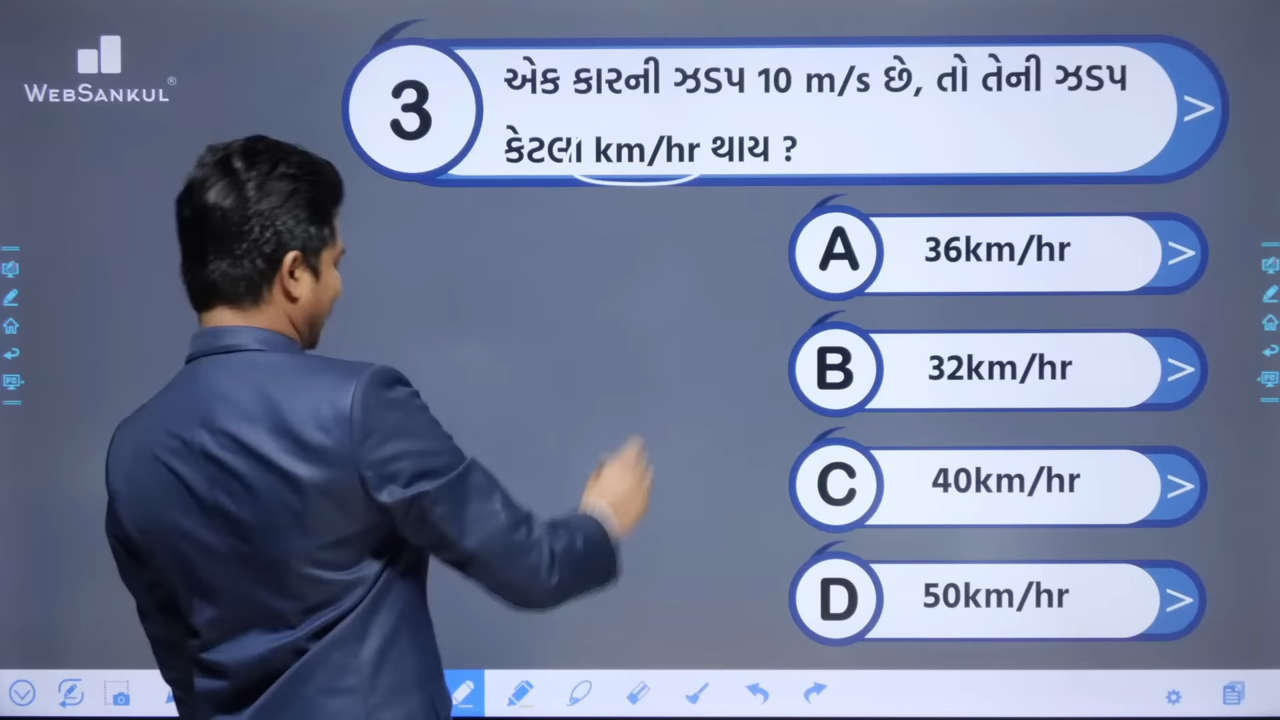 WEBSANKUL®
3
એક કારની ઝડપ 10 m/s છે, તો તેની ઝડપ
કેટલા km/hr થાય ?
A 36km/hr
B 32km/hr
C 40km/hr
D 50km/hr